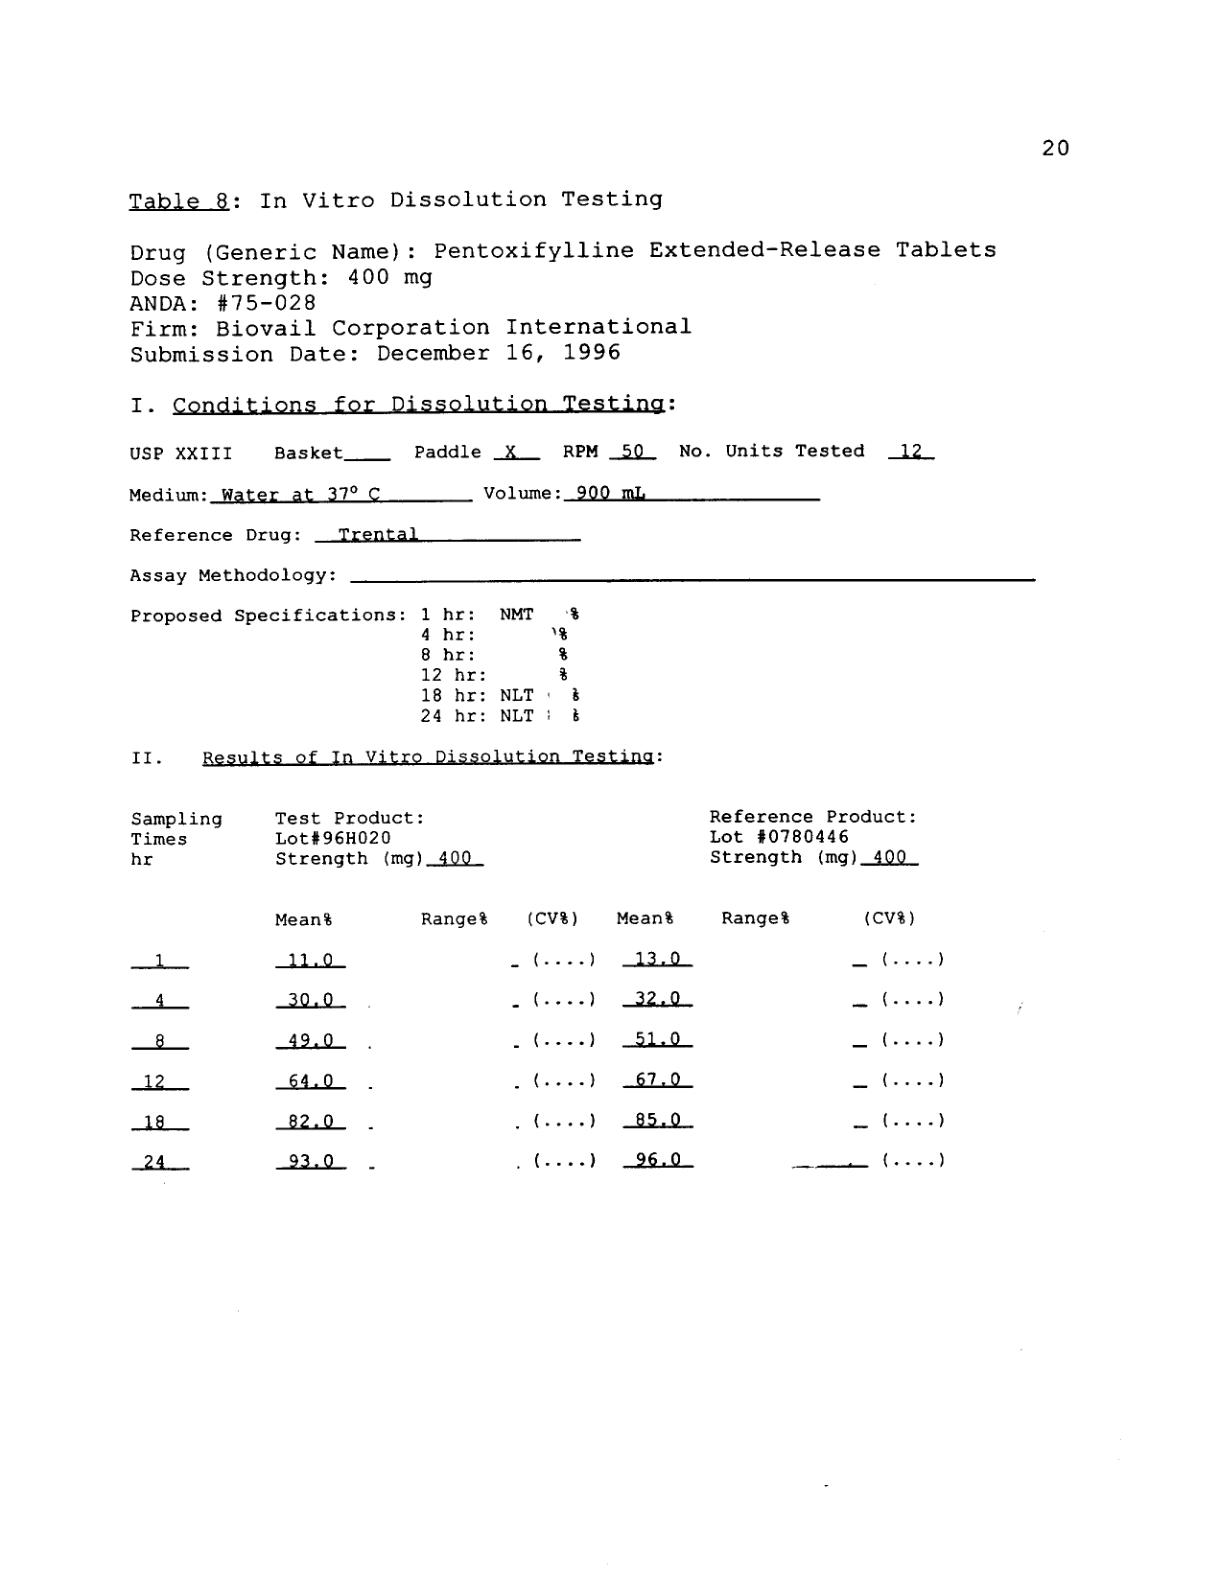 20
Table 8: In Vitro Dissolution Testing
Drug (Generic Name): Pentoxifylline Extended-Release Tablets
Dose Strength: 400 mg
ANDA: #75-028
Firm: Biovail Corporation International
Submission Date: December 16, 1996
I. Conditions for Dissolution Testing:
USP XXIII Basket____ Paddle X RPM 50 No. Units Tested 12
Medium: Water at 37° C Volume: 900 mL
Reference Drug: Trental
Assay Methodology:
Proposed Specifications: 1 hr: NMT %
4 hr: %
8 hr: %
12 hr: %
18 hr: NLT %
24 hr: NLT %
II. Results of In Vitro Dissolution Testing:
Sampling Test Product: Reference Product:
Times Lot#96H020 Lot #0780446
hr Strength (mg) 400 Strength (mg) 400
Mean% Range% (CV%) Mean% Range% (CV%)
1 11.0 (....) 13.0 (....)
4 30.0 (....) 32.0 (....)
8 49.0 (....) 51.0 (....)
12 64.0 (....) 67.0 (....)
18 82.0 (....) 85.0 (....)
24 93.0 (....) 96.0 (....)